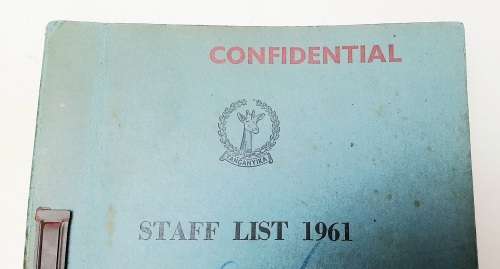 CONFIDENTIAL
TANGANYIKA
STAFF LIST 1961